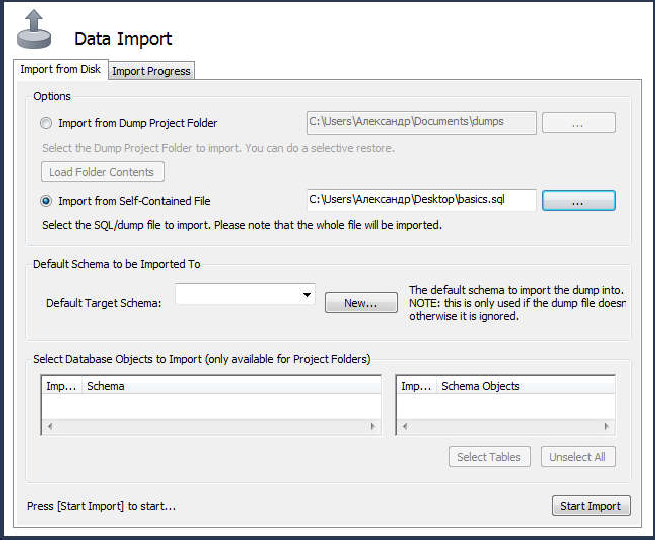 Data Import
Import from Disk Import Progress
Options
Import from Dump Project Folder C:\Users\Александр\Documents\dumps ...
Select the Dump Project Folder to import. You can do a selective restore.
Load Folder Contents
Import from Self-Contained File C:\Users\Александр\Desktop\basics.sql ...
Select the SQL/dump file to import. Please note that the whole file will be imported.
Default Schema to be Imported To
Default Target Schema: New...
The default schema to import the dump into.
NOTE: this is only used if the dump file doesn
otherwise it is ignored.
Select Database Objects to Import (only available for Project Folders)
Imp... Schema Imp... Schema Objects
Select Tables Unselect All
Press [Start Import] to start... Start Import